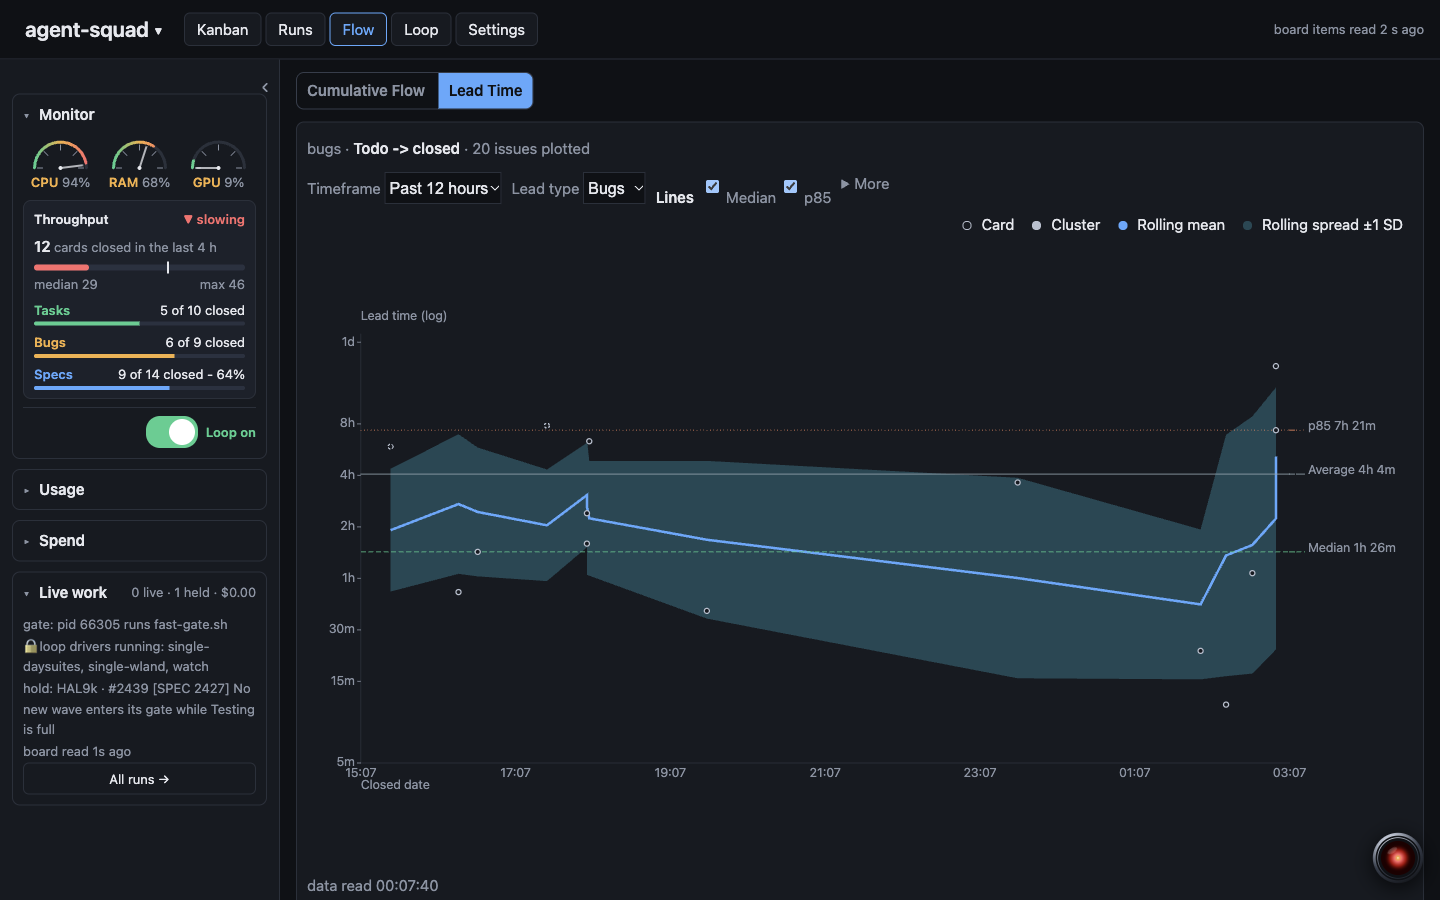 agent-squad ▾
Kanban
Runs
Flow
Loop
Settings
board items read 2 s ago
Monitor
CPU 94%
RAM 68%
GPU 9%
Throughput
▼ slowing
12 cards closed in the last 4 h
median 29
max 46
Tasks
5 of 10 closed
Bugs
6 of 9 closed
Specs
9 of 14 closed - 64%
Loop on
Usage
Spend
Live work
0 live · 1 held · $0.00
gate: pid 66305 runs fast-gate.sh
🔒loop drivers running: single-
daysuites, single-wland, watch
hold: HAL9k · #2439 [SPEC 2427] No
new wave enters its gate while Testing
is full
board read 1s ago
All runs →
Cumulative Flow
Lead Time
bugs · Todo -> closed · 20 issues plotted
Timeframe
Past 12 hours
Lead type
Bugs
Lines
Median
p85
▶ More
Card
Cluster
Rolling mean
Rolling spread ±1 SD
Lead time (log)
1d
8h
4h
2h
1h
30m
15m
5m
p85 7h 21m
Average 4h 4m
Median 1h 26m
15:07
17:07
19:07
21:07
23:07
01:07
03:07
Closed date
data read 00:07:40